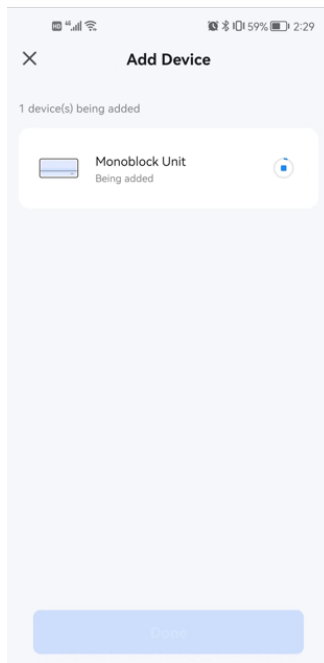 59% 2:29
Add Device
1 device(s) being added
Monoblock Unit
Being added
Done